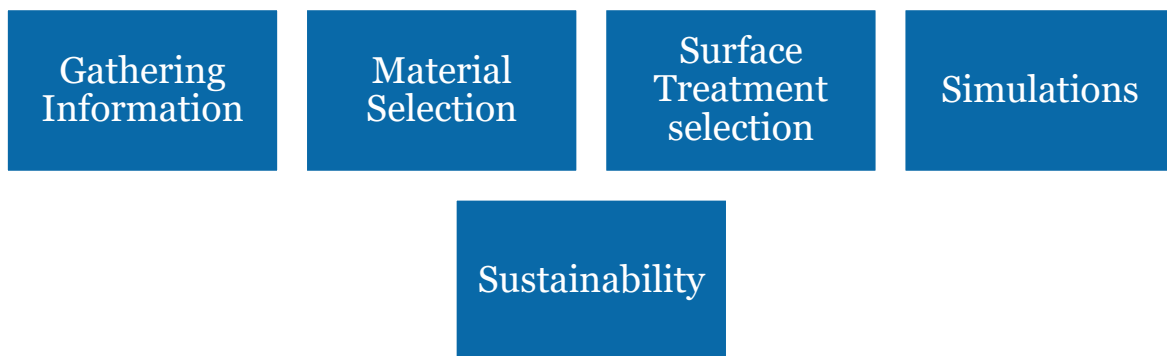 Gathering
Information
Material
Selection
Surface
Treatment
selection
Simulations
Sustainability